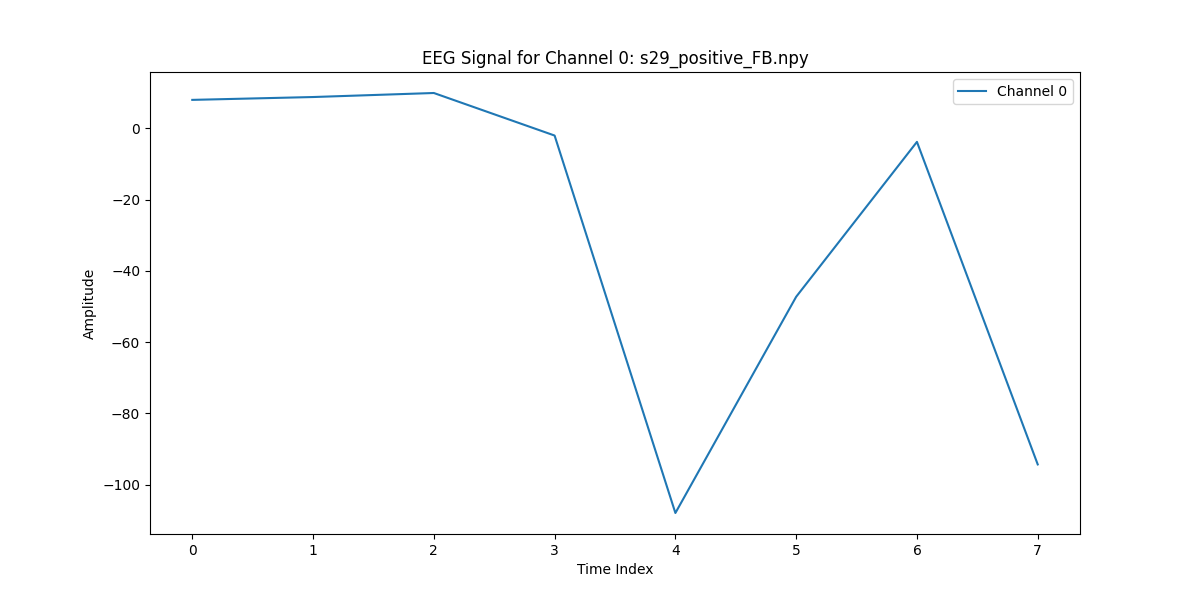 EEG Signal for Channel 0: s29_positive_FB.npy
Channel 0
Amplitude
0
−20
−40
−60
−80
−100
0 1 2 3 4 5 6 7
Time Index